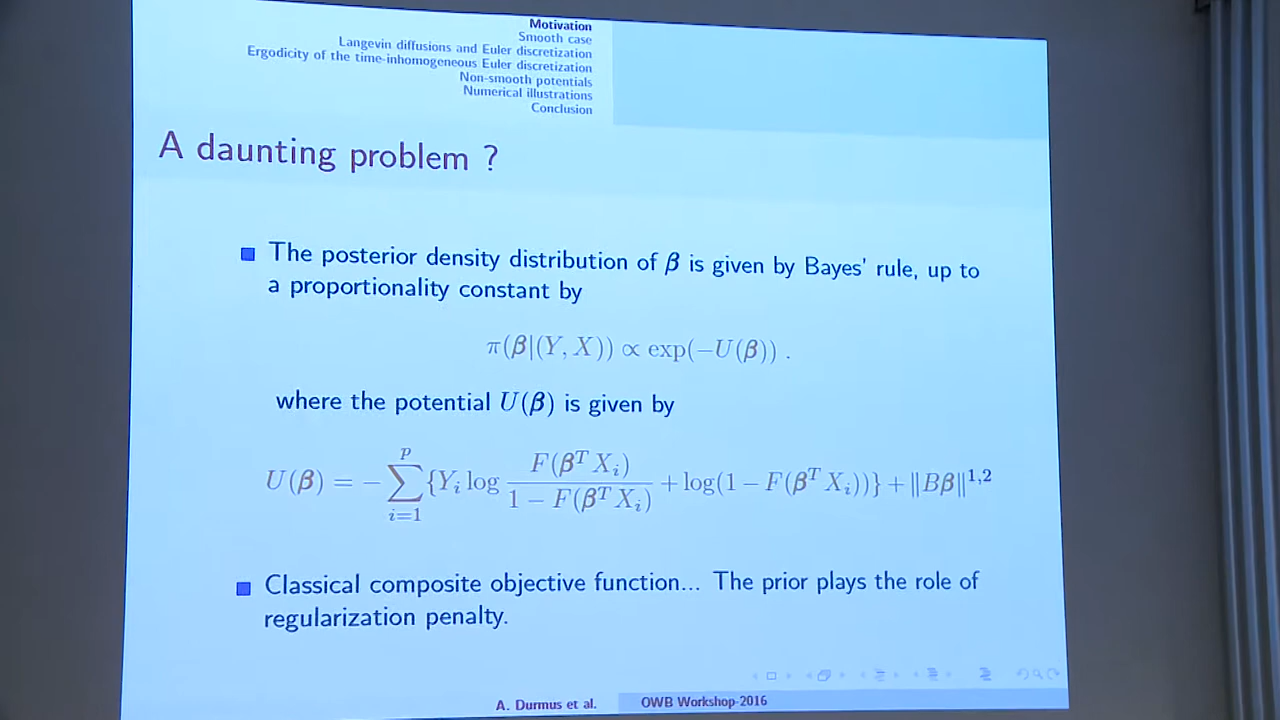 Motivation
Smooth case
Langevin diffusions and Euler discretization
Ergodicity of the time-inhomogeneous Euler discretization
Non-smooth potentials
Numerical illustrations
Conclusion
A daunting problem ?
The posterior density distribution of β is given by Bayes' rule, up to
a proportionality constant by
π(β|(Y, X)) ∝ exp(−U(β)) .
where the potential U(β) is given by
U(β) = − ∑_{i=1}^{p} {Y_i log \frac{F(β^T X_i)}{1 − F(β^T X_i)} + log(1 − F(β^T X_i))} + ‖Bβ‖^{1,2}
Classical composite objective function... The prior plays the role of
regularization penalty.
A. Durmus et al. OWB Workshop-2016